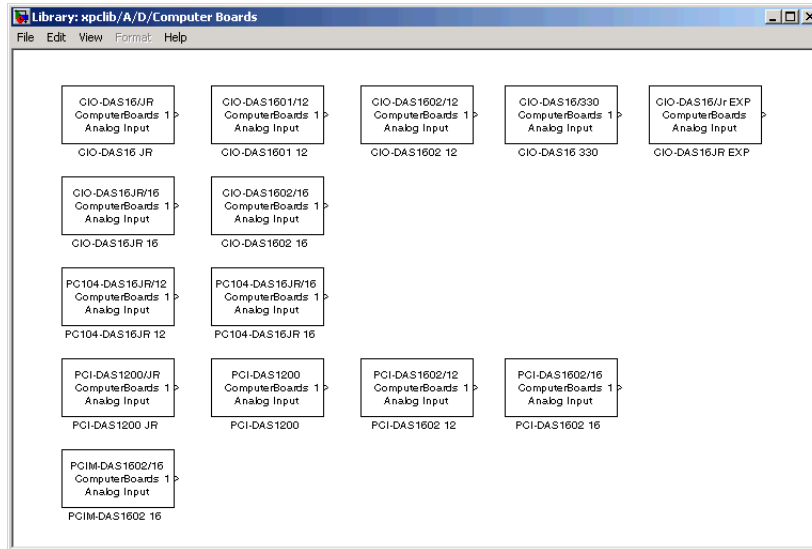 Library: xpclib/A/D/Computer Boards
File Edit View Format Help
CIO-DAS16/JR
ComputerBoards 1
Analog Input
CIO-DAS16 JR
CIO-DAS1601/12
ComputerBoards 1
Analog Input
CIO-DAS1601 12
CIO-DAS1602/12
ComputerBoards 1
Analog Input
CIO-DAS1602 12
CIO-DAS16/330
ComputerBoards 1
Analog Input
CIO-DAS16 330
CIO-DAS16/Jr EXP
ComputerBoards
Analog Input
CIO-DAS16JR EXP
CIO-DAS16JR/16
ComputerBoards 1
Analog Input
CIO-DAS16JR 16
CIO-DAS1602/16
ComputerBoards 1
Analog Input
CIO-DAS1602 16
PC104-DAS16JR/12
ComputerBoards 1
Analog Input
PC104-DAS16JR 12
PC104-DAS16JR/16
ComputerBoards 1
Analog Input
PC104-DAS16JR 16
PCI-DAS1200/JR
ComputerBoards 1
Analog Input
PCI-DAS1200 JR
PCI-DAS1200
ComputerBoards 1
Analog Input
PCI-DAS1200
PCI-DAS1602/12
ComputerBoards 1
Analog Input
PCI-DAS1602 12
PCI-DAS1602/16
ComputerBoards 1
Analog Input
PCI-DAS1602 16
PCIM-DAS1602/16
ComputerBoards 1
Analog Input
PCIM-DAS1602 16